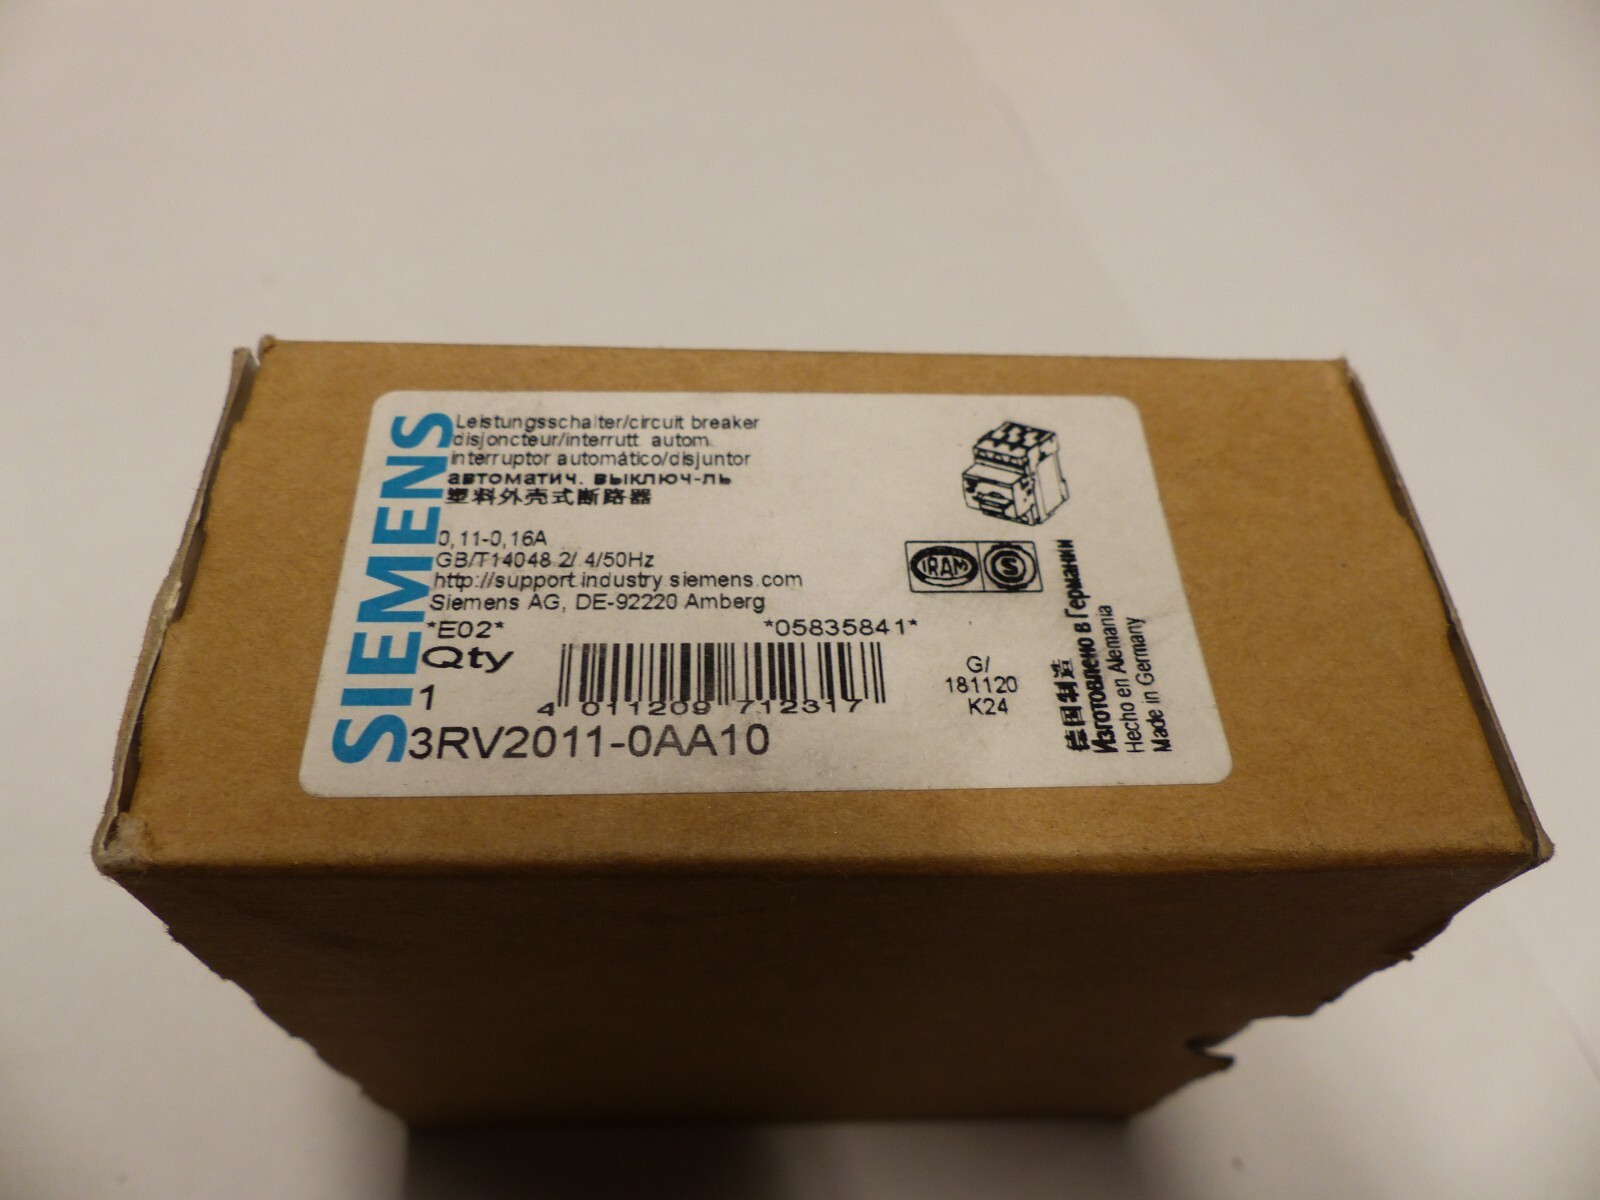 SIEMENS
Leistungsschalter/circuit breaker
disjoncteur/interrutt. autom.
interruptor automático/disjuntor
автоматич. выключ-ль
塑料外壳式断路器
0,11-0,16A
GB/T14048.2/.4/50Hz
http://support.industry.siemens.com
Siemens AG, DE-92220 Amberg
*E02* *05835841*
Qty
1
4 011209 712317
3RV2011-0AA10
IRAM S
G/
181120
K24
德国制造
Изготовлено в Германии
Hecho en Alemania
Made in Germany